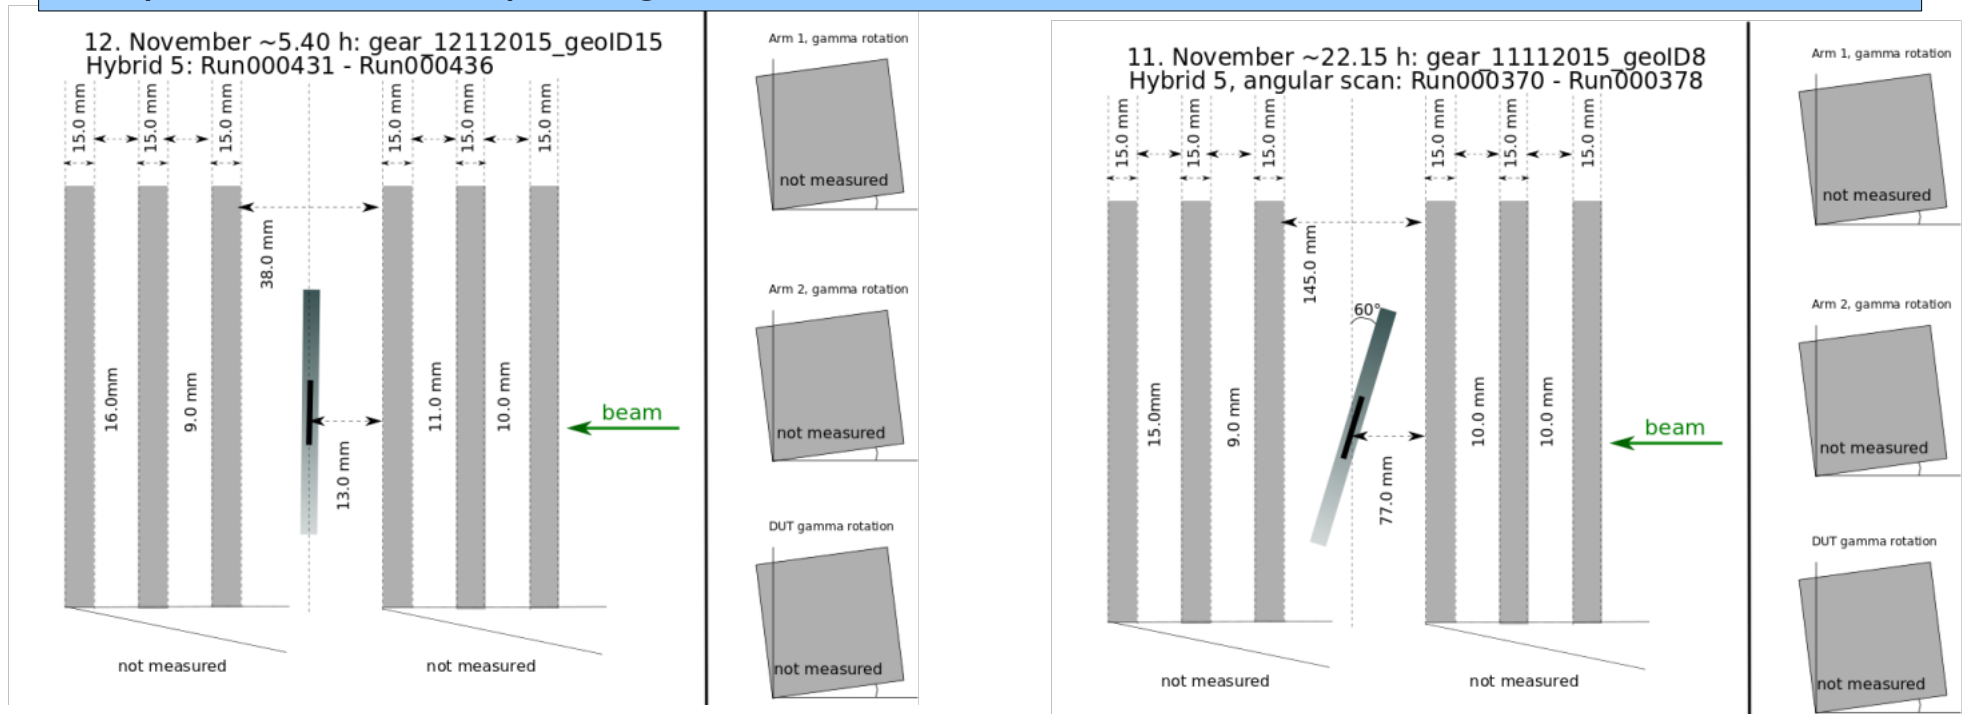 12. November ~5.40 h: gear_12112015_geoID15
Hybrid 5: Run000431 - Run000436
15.0 mm
15.0 mm
15.0 mm
15.0 mm
15.0 mm
15.0 mm
38.0 mm
16.0mm
9.0 mm
13.0 mm
11.0 mm
10.0 mm
beam
not measured
not measured
Arm 1, gamma rotation
not measured
Arm 2, gamma rotation
not measured
DUT gamma rotation
not measured
11. November ~22.15 h: gear_11112015_geoID8
Hybrid 5, angular scan: Run000370 - Run000378
15.0 mm
15.0 mm
15.0 mm
15.0 mm
15.0 mm
15.0 mm
145.0 mm
60°
15.0mm
9.0 mm
77.0 mm
10.0 mm
10.0 mm
beam
not measured
not measured
Arm 1, gamma rotation
not measured
Arm 2, gamma rotation
not measured
DUT gamma rotation
not measured